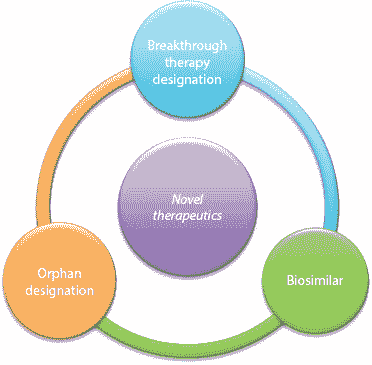 Breakthrough
therapy
designation
Novel
therapeutics
Orphan
designation
Biosimilar